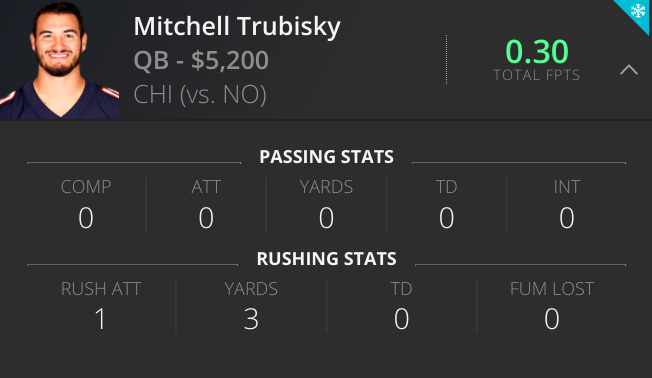 Mitchell Trubisky
QB - $5,200
CHI (vs. NO)
0.30
TOTAL FPTS
PASSING STATS
COMP ATT YARDS TD INT
0 0 0 0 0
RUSHING STATS
RUSH ATT YARDS TD FUM LOST
1 3 0 0